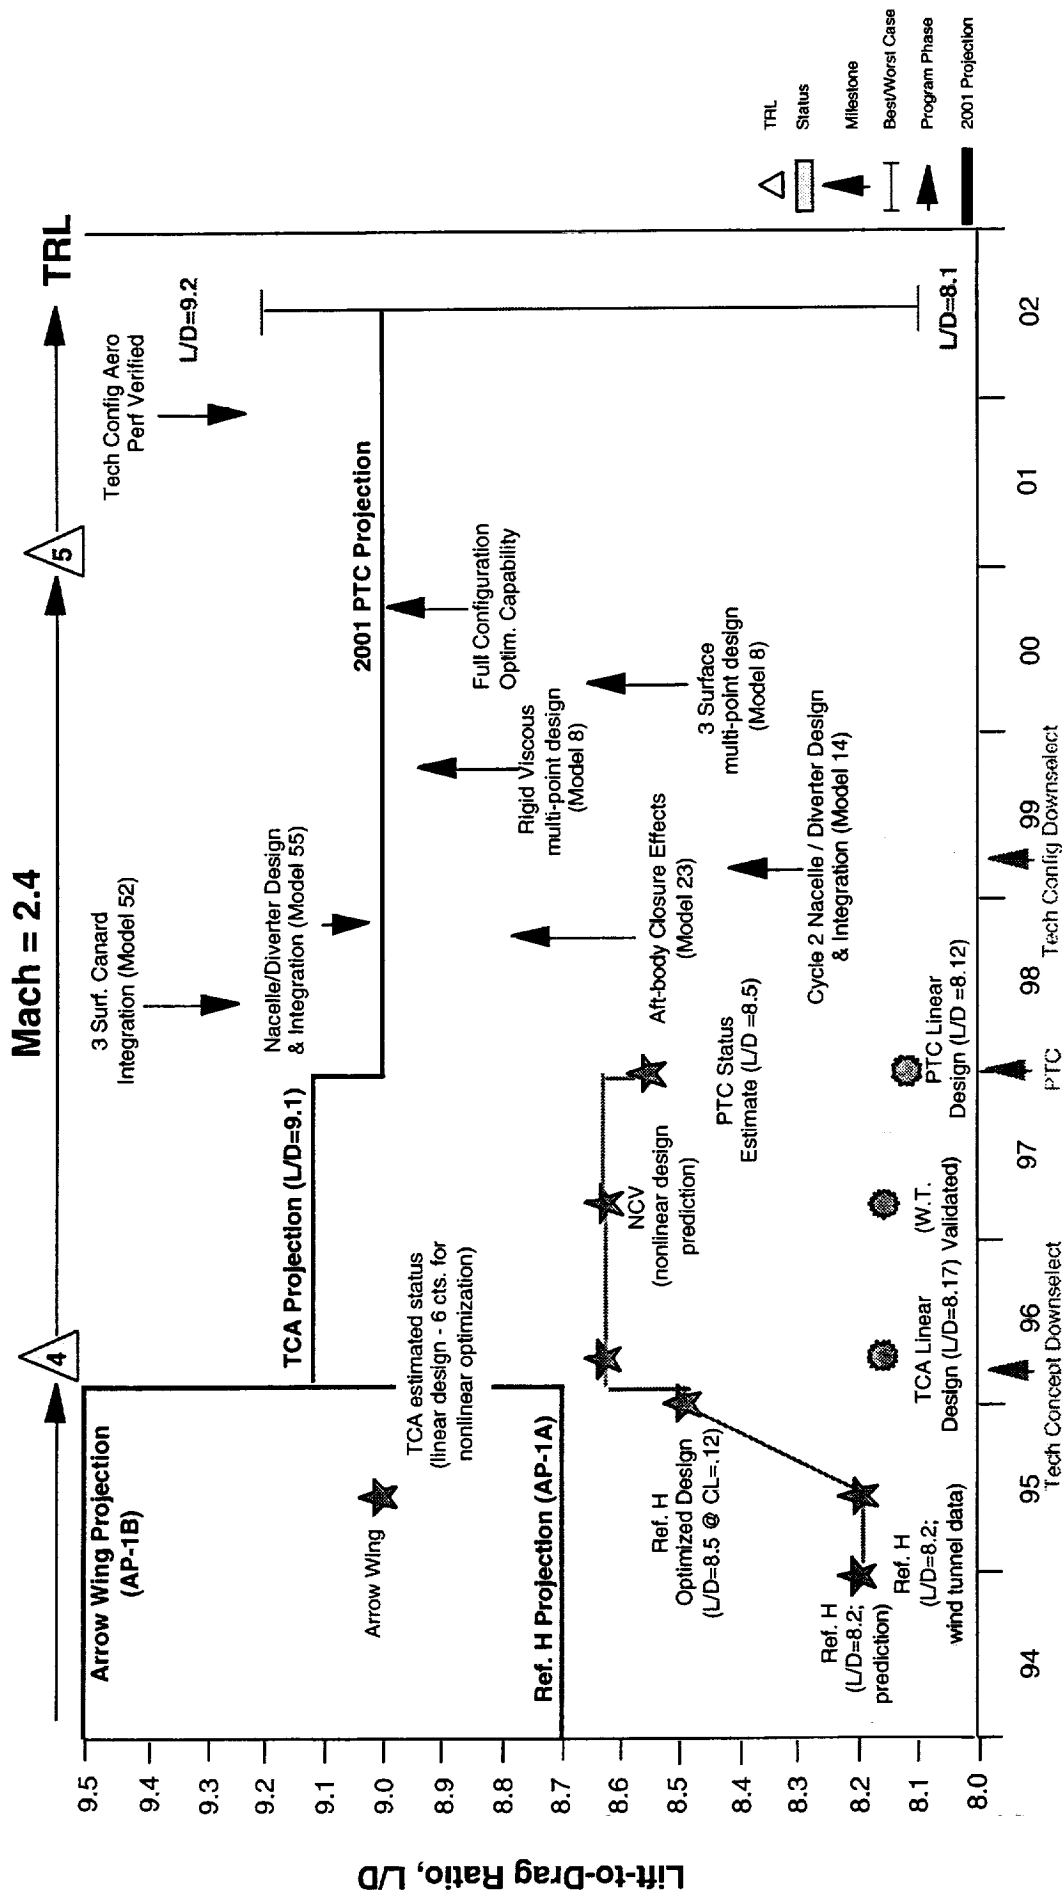 Mach = 2.4
TRL
4
5
Lift-to-Drag Ratio, L/D
9.5
9.4
9.3
9.2
9.1
9.0
8.9
8.8
8.7
8.6
8.5
8.4
8.3
8.2
8.1
8.0
Arrow Wing Projection
(AP-1B)
Arrow Wing
Ref. H Projection (AP-1A)
TCA Projection (L/D=9.1)
TCA estimated status
(linear design - 6 cts. for
nonlinear optimization)
3 Surf. Canard
Integration (Model 52)
Nacelle/Diverter Design
& Integration (Model 55)
Tech Config Aero
Perf Verified
L/D=9.2
2001 PTC Projection
Full Configuration
Optim. Capability
Rigid Viscous
multi-point design
(Model 8)
3 Surface
multi-point design
(Model 8)
Aft-body Closure Effects
(Model 23)
Cycle 2 Nacelle / Diverter Design
& Integration (Model 14)
L/D=8.1
Ref. H
Optimized Design
(L/D=8.5 @ CL=.12)
NCV
(nonlinear design
prediction)
PTC Status
Estimate (L/D =8.5)
Ref. H
(L/D=8.2;
prediction)
Ref. H
(L/D=8.2;
wind tunnel data)
TCA Linear
Design (L/D=8.17)
(W.T.
Validated)
PTC Linear
Design (L/D =8.12)
94
95
96
97
98
99
00
01
02
Tech Concept Downselect
PTC
Tech Config Downselect
TRL
Status
Milestone
Best/Worst Case
Program Phase
2001 Projection